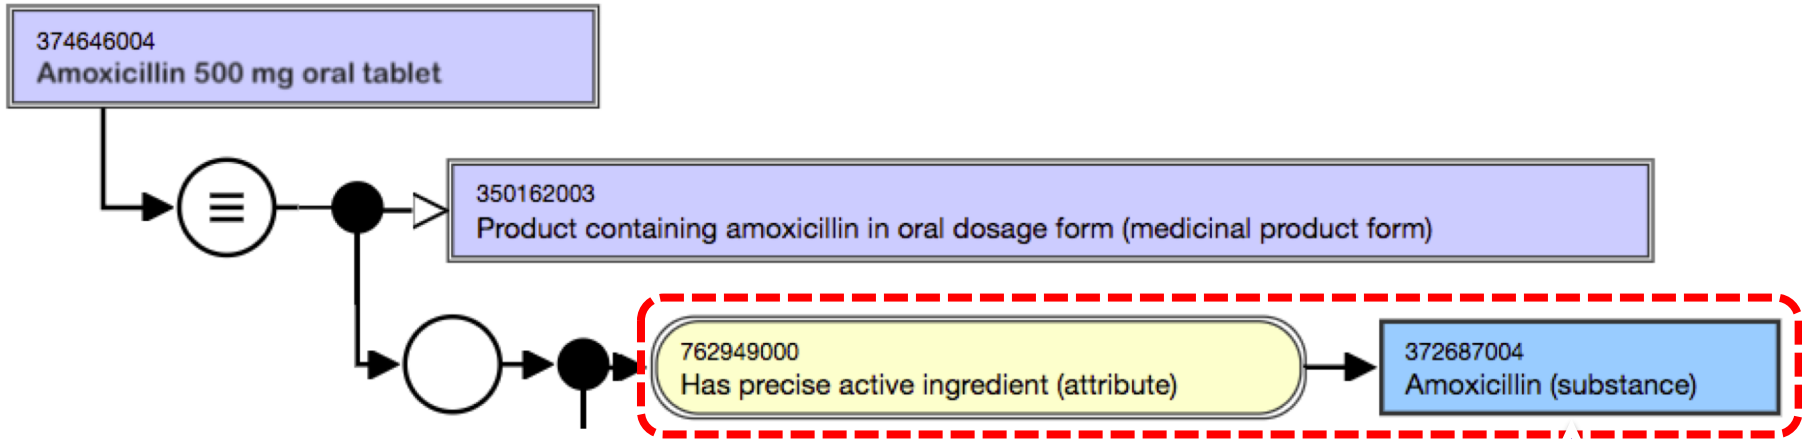 374646004
Amoxicillin 500 mg oral tablet
350162003
Product containing amoxicillin in oral dosage form (medicinal product form)
762949000
Has precise active ingredient (attribute)
372687004
Amoxicillin (substance)